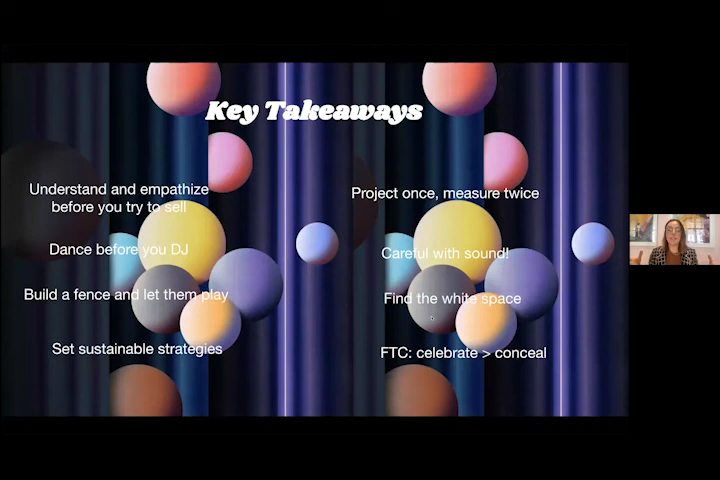 Key Takeaways
Understand and empathize
before you try to sell
Dance before you DJ
Build a fence and let them play
Set sustainable strategies
Project once, measure twice
Careful with sound!
Find the white space
FTC: celebrate > conceal